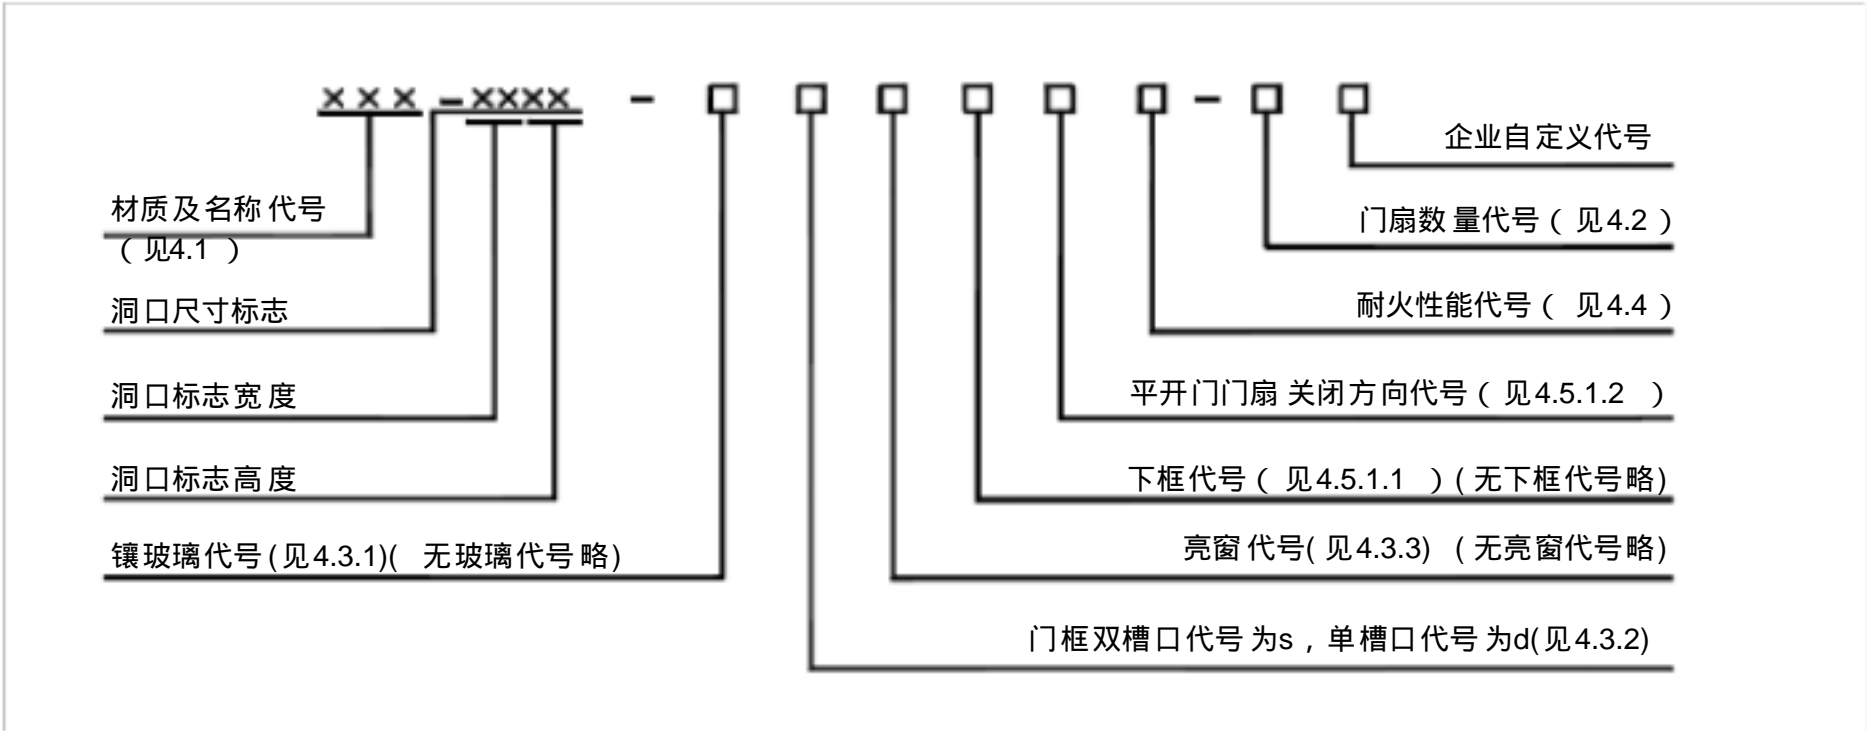 ××× -×××× - □ □ □ □ □ □ - □ □
企业自定义代号
材质及名称代号
（见4.1）
门扇数量代号（见4.2）
洞口尺寸标志
耐火性能代号（见4.4）
洞口标志宽度
平开门门扇关闭方向代号（见4.5.1.2）
洞口标志高度
下框代号（见4.5.1.1）(无下框代号略)
镶玻璃代号(见4.3.1)(无玻璃代号略)
亮窗代号(见4.3.3) (无亮窗代号略)
门框双槽口代号为s，单槽口代号为d(见4.3.2)